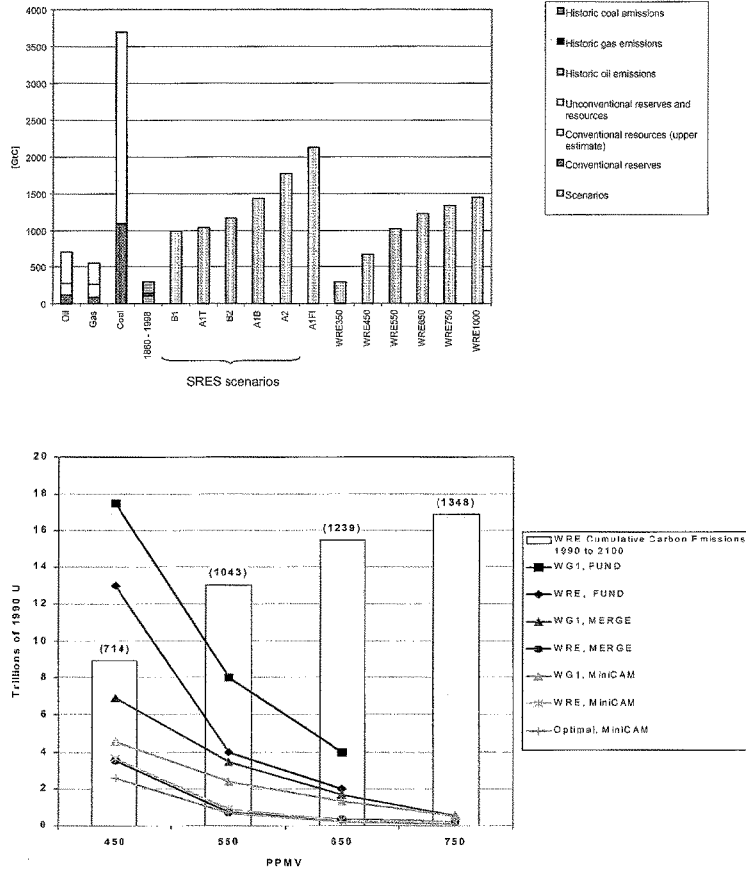 4000
3500
3000
2500
2000
1500
1000
500
0
[GtC]
Oil
Gas
Coal
1860 - 1998
B1
A1T
B2
A1B
A2
A1FI
WRE350
WRE450
WRE550
WRE650
WRE750
WRE1000
SRES scenarios
Historic coal emissions
Historic gas emissions
Historic oil emissions
Unconventional reserves and
resources
Conventional resources (upper
estimate)
Conventional reserves
Scenarios
20
18
16
14
12
10
8
6
4
2
0
Trillions of 1990 U
(714)
(1043)
(1239)
(1348)
450
550
650
750
PPMV
WRE Cumulative Carbon Emissions
1990 to 2100
WG1, FUND
WRE, FUND
WG1, MERGE
WRE, MERGE
WG1, MiniCAM
WRE, MiniCAM
Optimal, MiniCAM